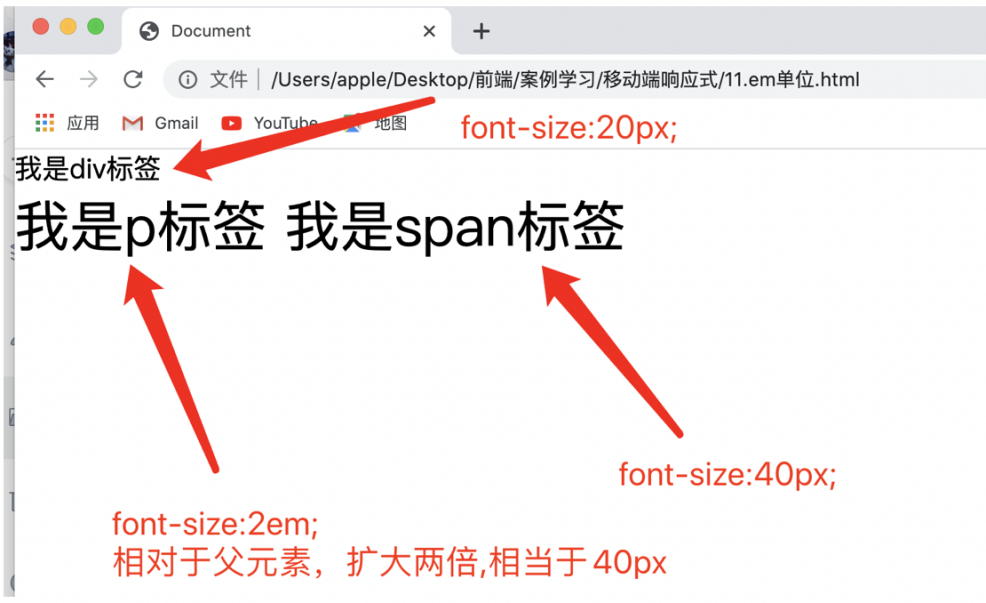 Document
文件 /Users/apple/Desktop/前端/案例学习/移动端响应式/11.em单位.html
应用 Gmail YouTube 地图
font-size:20px;
我是div标签
我是p标签 我是span标签
font-size:40px;
font-size:2em;
相对于父元素，扩大两倍,相当于40px